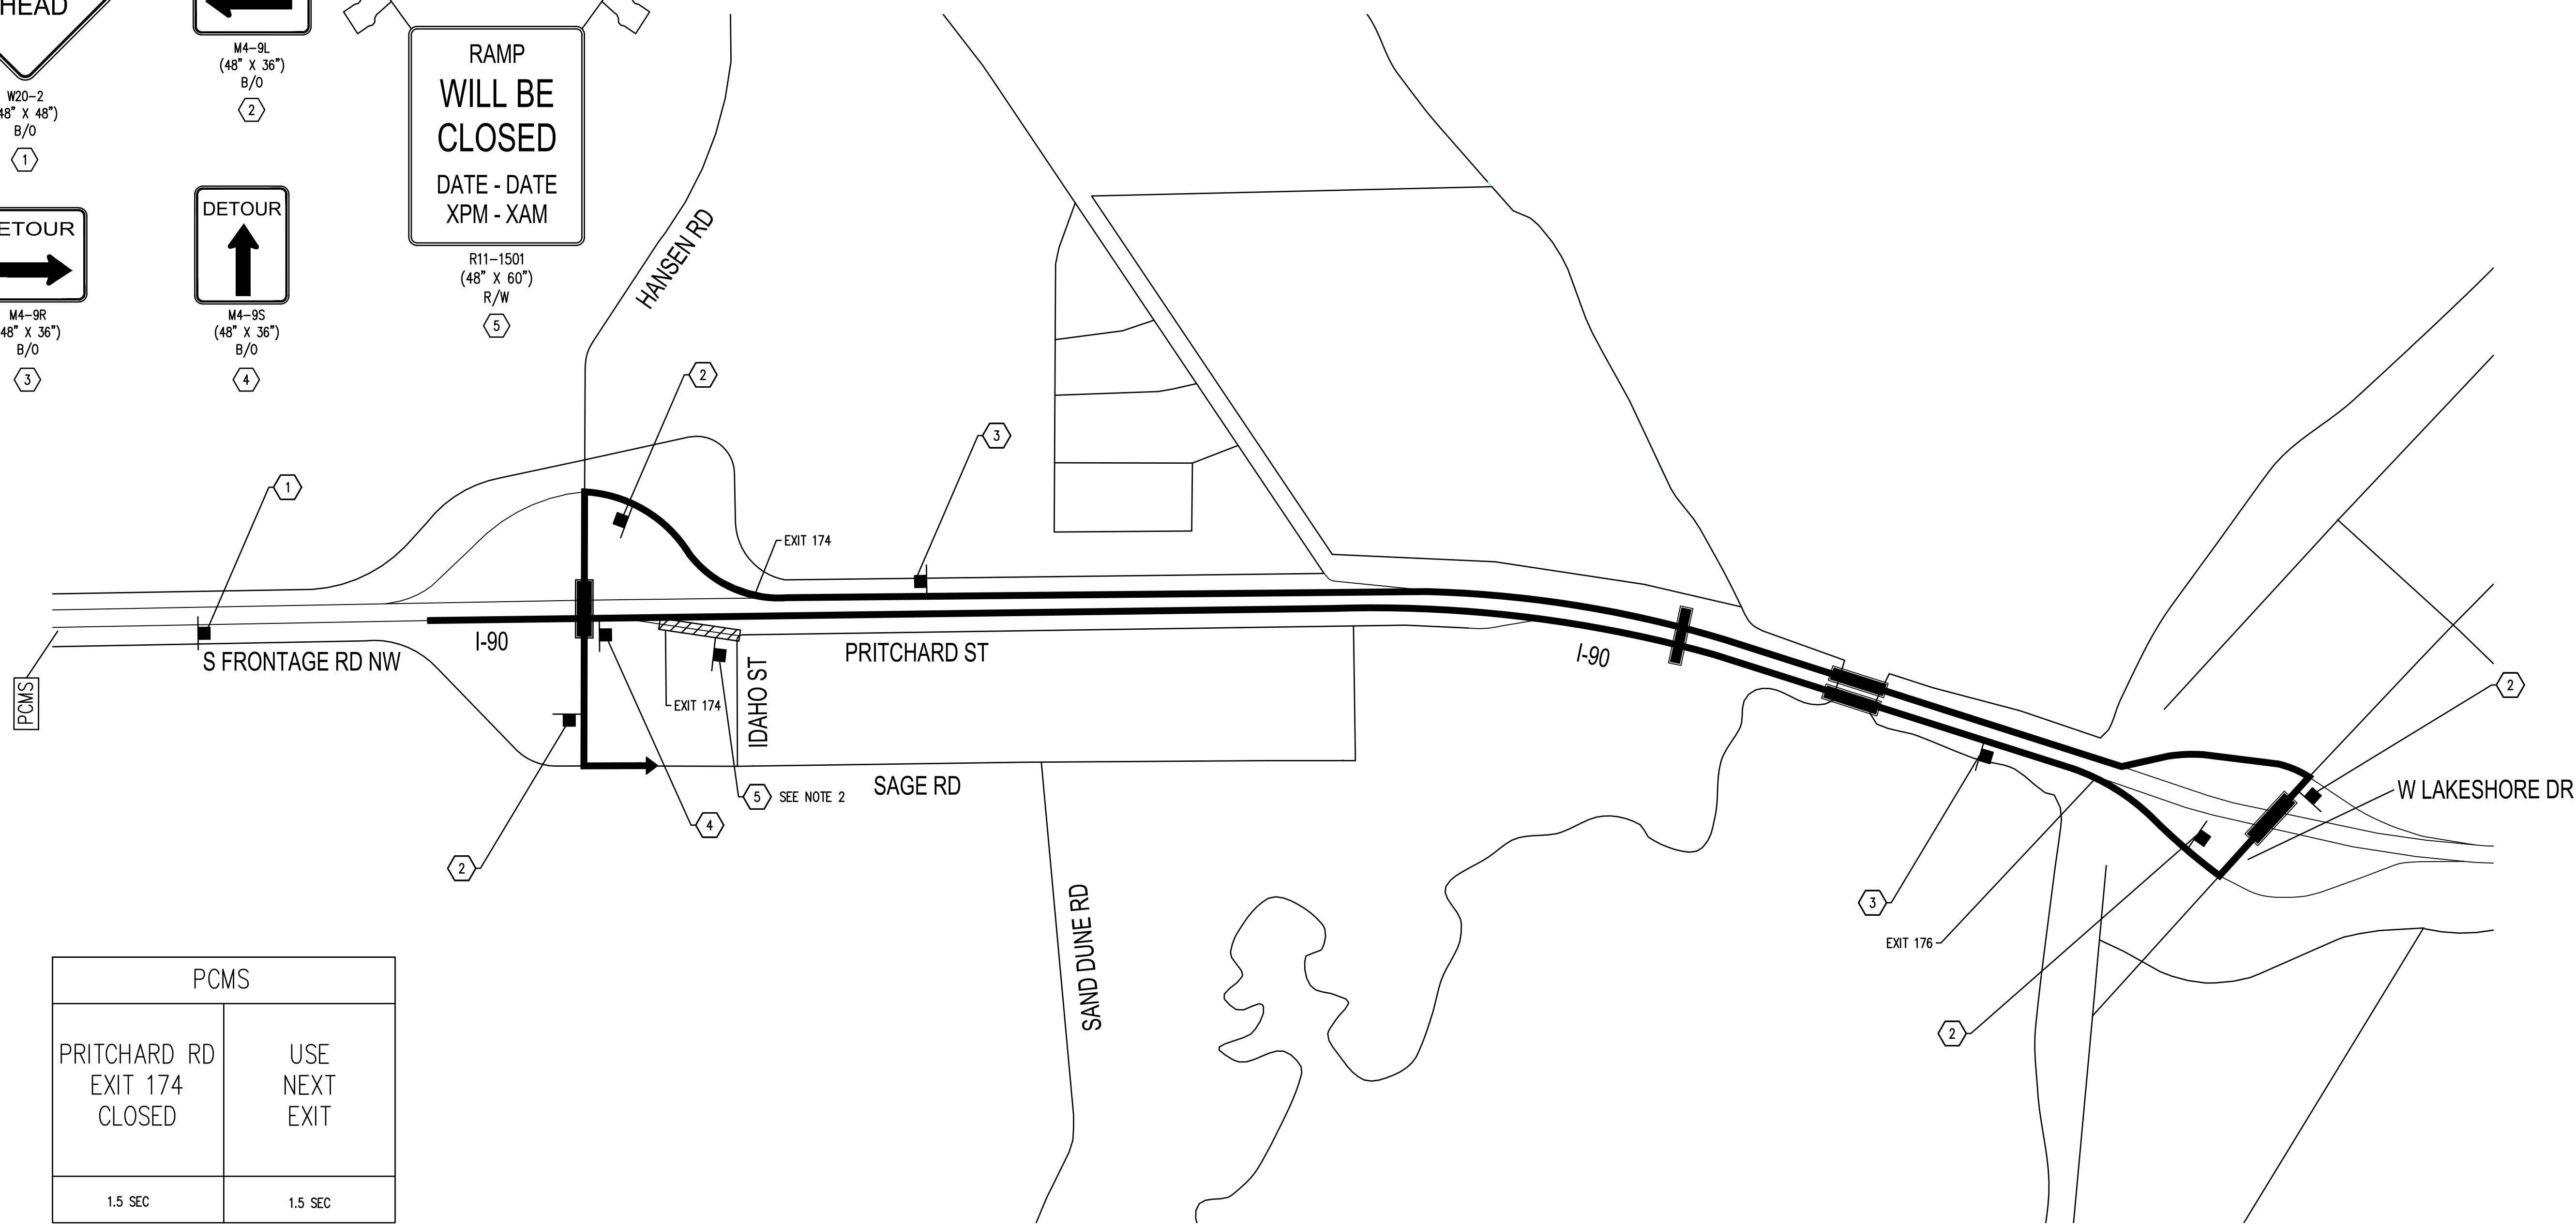 HEAD
W20-2
48" X 48")
B/O
1
M4-9L
(48" X 36")
B/O
2
RAMP
WILL BE
CLOSED
DATE - DATE
XPM - XAM
R11-1501
(48" X 60")
R/W
5
ETOUR
M4-9R
48" X 36")
B/O
3
DETOUR
M4-9S
(48" X 36")
B/O
4
HANSEN RD
2
3
1
EXIT 174
I-90
S FRONTAGE RD NW
PCMS
PRITCHARD ST
IDAHO ST
EXIT 174
I-90
2
W LAKESHORE DR
SAGE RD
5 SEE NOTE 2
4
2
SAND DUNE RD
3
EXIT 176
2
PCMS
PRITCHARD RD
EXIT 174
CLOSED
USE
NEXT
EXIT
1.5 SEC
1.5 SEC